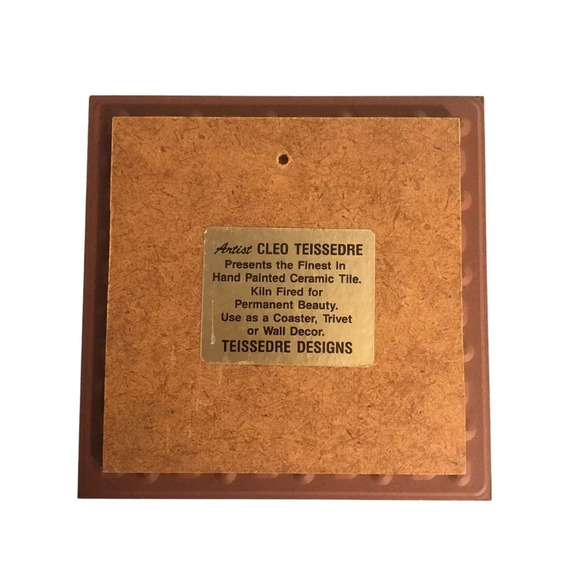 Artist CLEO TEISSEDRE
Presents the Finest in
Hand Painted Ceramic Tile.
Kiln Fired for
Permanent Beauty.
Use as a Coaster, Trivet
or Wall Decor.
TEISSEDRE DESIGNS